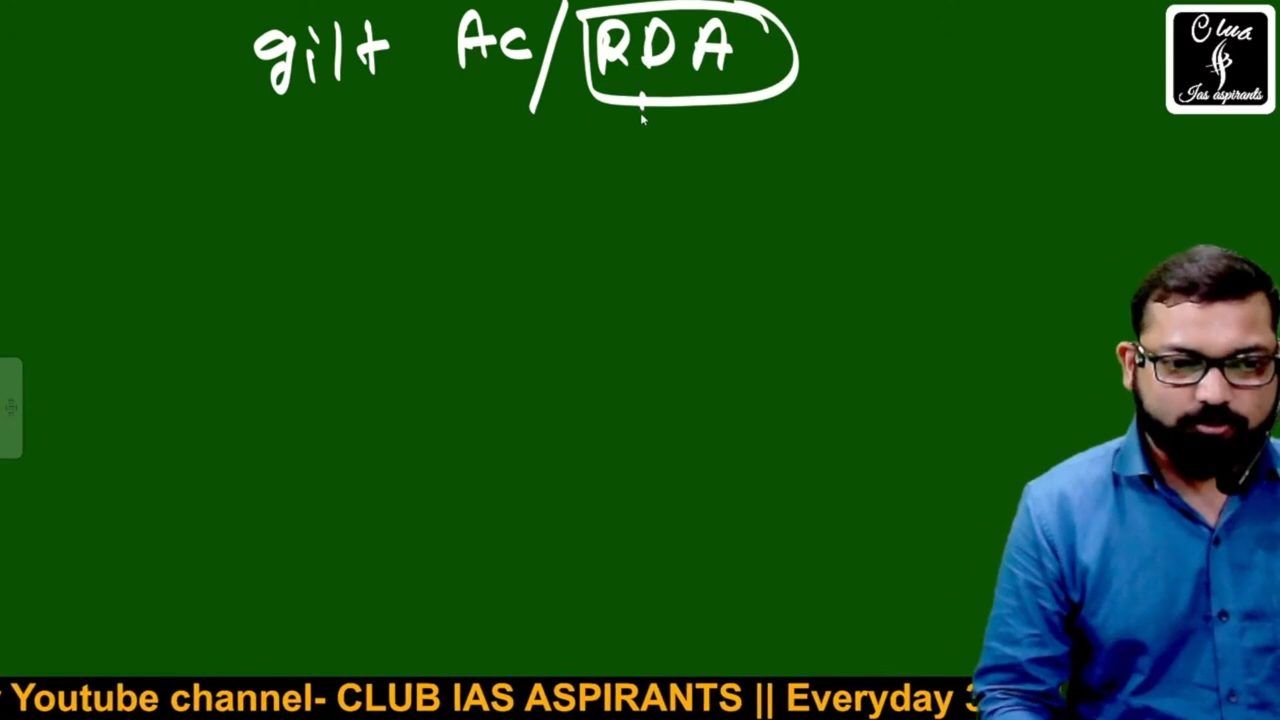 gilt Ac/RDA
Club
Ias aspirants
Youtube channel- CLUB IAS ASPIRANTS || Everyday